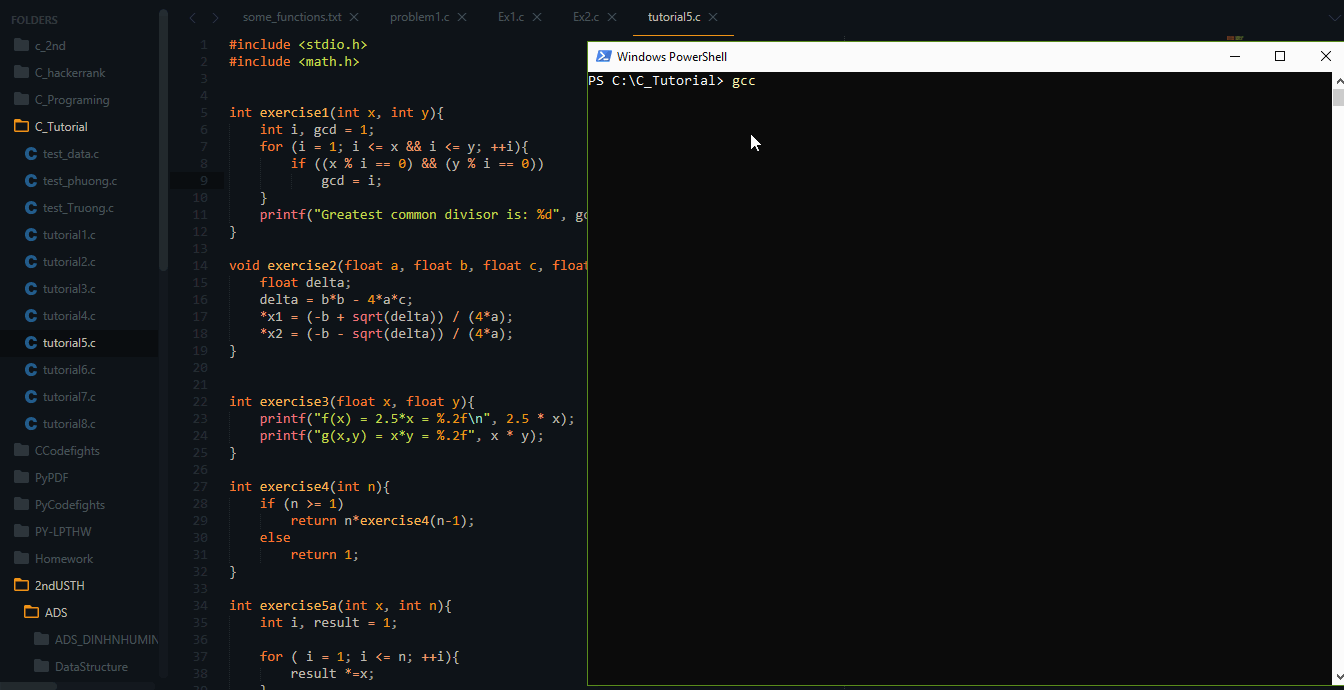 FOLDERS
c_2nd
C_hackerrank
C_Programing
C_Tutorial
test_data.c
test_phuong.c
test_Truong.c
tutorial1.c
tutorial2.c
tutorial3.c
tutorial4.c
tutorial5.c
tutorial6.c
tutorial7.c
tutorial8.c
CCodefights
PyPDF
PyCodefights
PY-LPTHW
Homework
2ndUSTH
ADS
ADS_DINHNHUMIN
DataStructure
some_functions.txt
problem1.c
Ex1.c
Ex2.c
tutorial5.c
1 #include <stdio.h>
2 #include <math.h>
3
4
5 int exercise1(int x, int y){
6 int i, gcd = 1;
7 for (i = 1; i <= x && i <= y; ++i){
8 if ((x % i == 0) && (y % i == 0))
9 gcd = i;
10 }
11 printf("Greatest common divisor is: %d", gc
12 }
13
14 void exercise2(float a, float b, float c, float
15 float delta;
16 delta = b*b - 4*a*c;
17 *x1 = (-b + sqrt(delta)) / (4*a);
18 *x2 = (-b - sqrt(delta)) / (4*a);
19 }
20
21
22 int exercise3(float x, float y){
23 printf("f(x) = 2.5*x = %.2f\n", 2.5 * x);
24 printf("g(x,y) = x*y = %.2f", x * y);
25 }
26
27 int exercise4(int n){
28 if (n >= 1)
29 return n*exercise4(n-1);
30 else
31 return 1;
32 }
33
34 int exercise5a(int x, int n){
35 int i, result = 1;
36
37 for ( i = 1; i <= n; ++i){
38 result *=x;
Windows PowerShell
PS C:\C_Tutorial> gcc